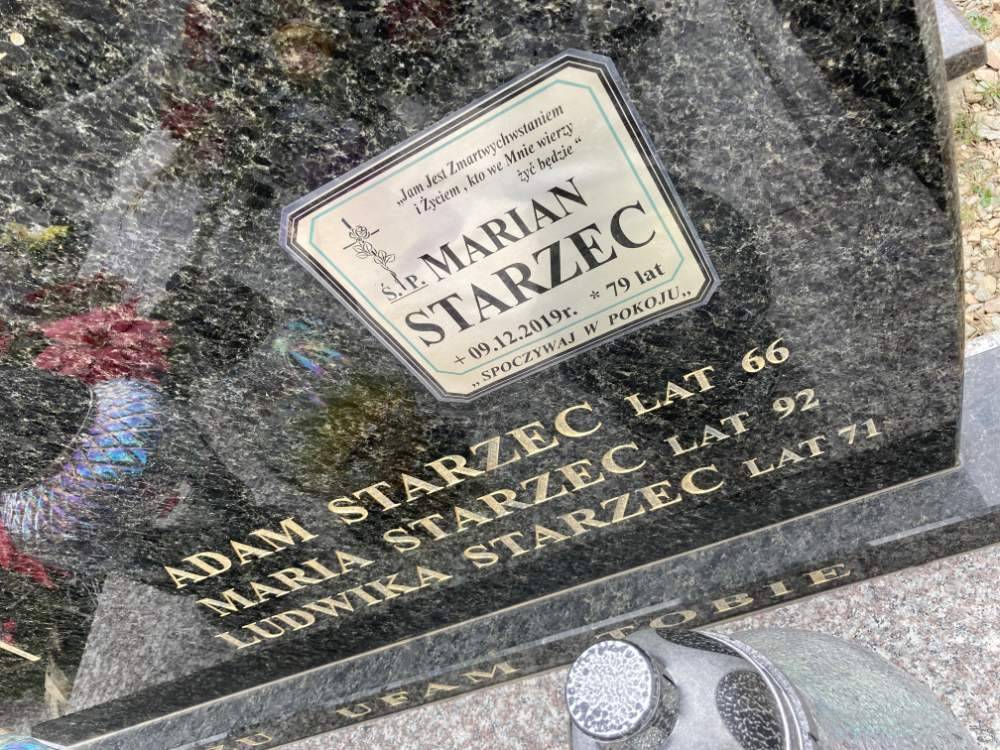 „Jam Jest Zmartwychwstaniem
i Życiem , kto we Mnie wierzy
żyć będzie“
Ś.P. MARIAN
STARZEC
+ 09.12.2019r. * 79 lat
„SPOCZYWAJ W POKOJU„
ADAM STARZEC LAT 66
MARIA STARZEC LAT 92
LUDWIKA STARZEC LAT 71
UFAM TOBIE